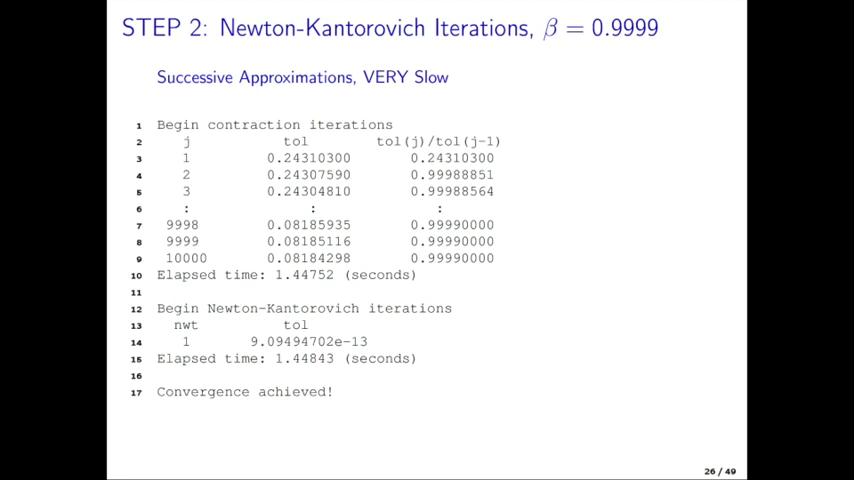 STEP 2: Newton-Kantorovich Iterations, β = 0.9999
Successive Approximations, VERY Slow
1 Begin contraction iterations
2 j tol tol(j)/tol(j-1)
3 1 0.24310300 0.24310300
4 2 0.24307590 0.99988851
5 3 0.24304810 0.99988564
6 : : :
7 9998 0.08185935 0.99990000
8 9999 0.08185116 0.99990000
9 10000 0.08184298 0.99990000
10 Elapsed time: 1.44752 (seconds)
11
12 Begin Newton-Kantorovich iterations
13 nwt tol
14 1 9.09494702e-13
15 Elapsed time: 1.44843 (seconds)
16
17 Convergence achieved!
26 / 49